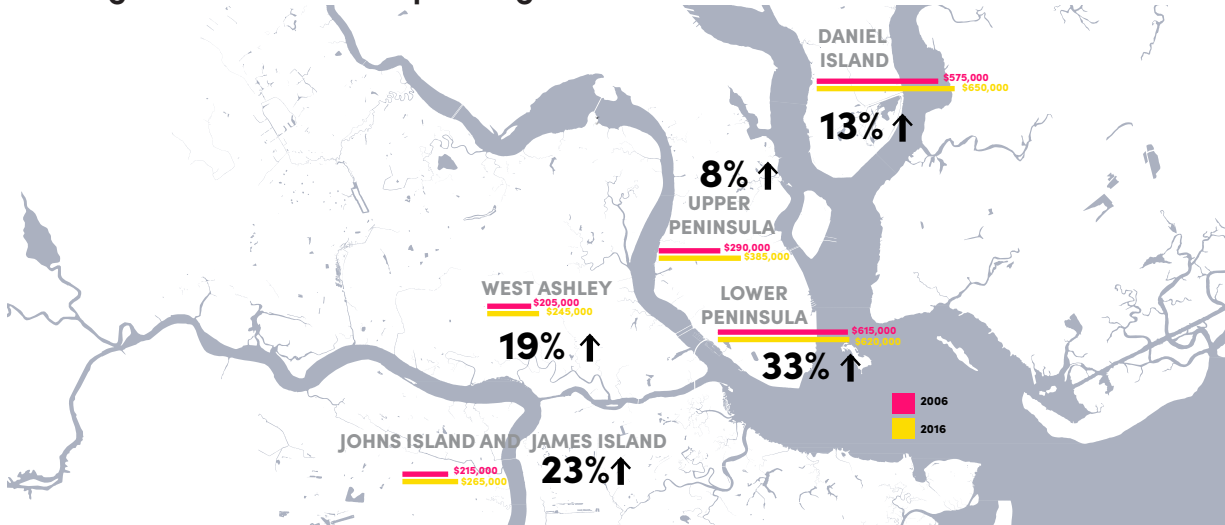 DANIEL
ISLAND
$575,000
$650,000
13% ↑
8% ↑
UPPER
PENINSULA
$290,000
$385,000
WEST ASHLEY
$205,000
$245,000
19% ↑
LOWER
PENINSULA
$615,000
$620,000
33% ↑
2006
2016
JOHNS ISLAND AND JAMES ISLAND
$215,000
$265,000
23% ↑